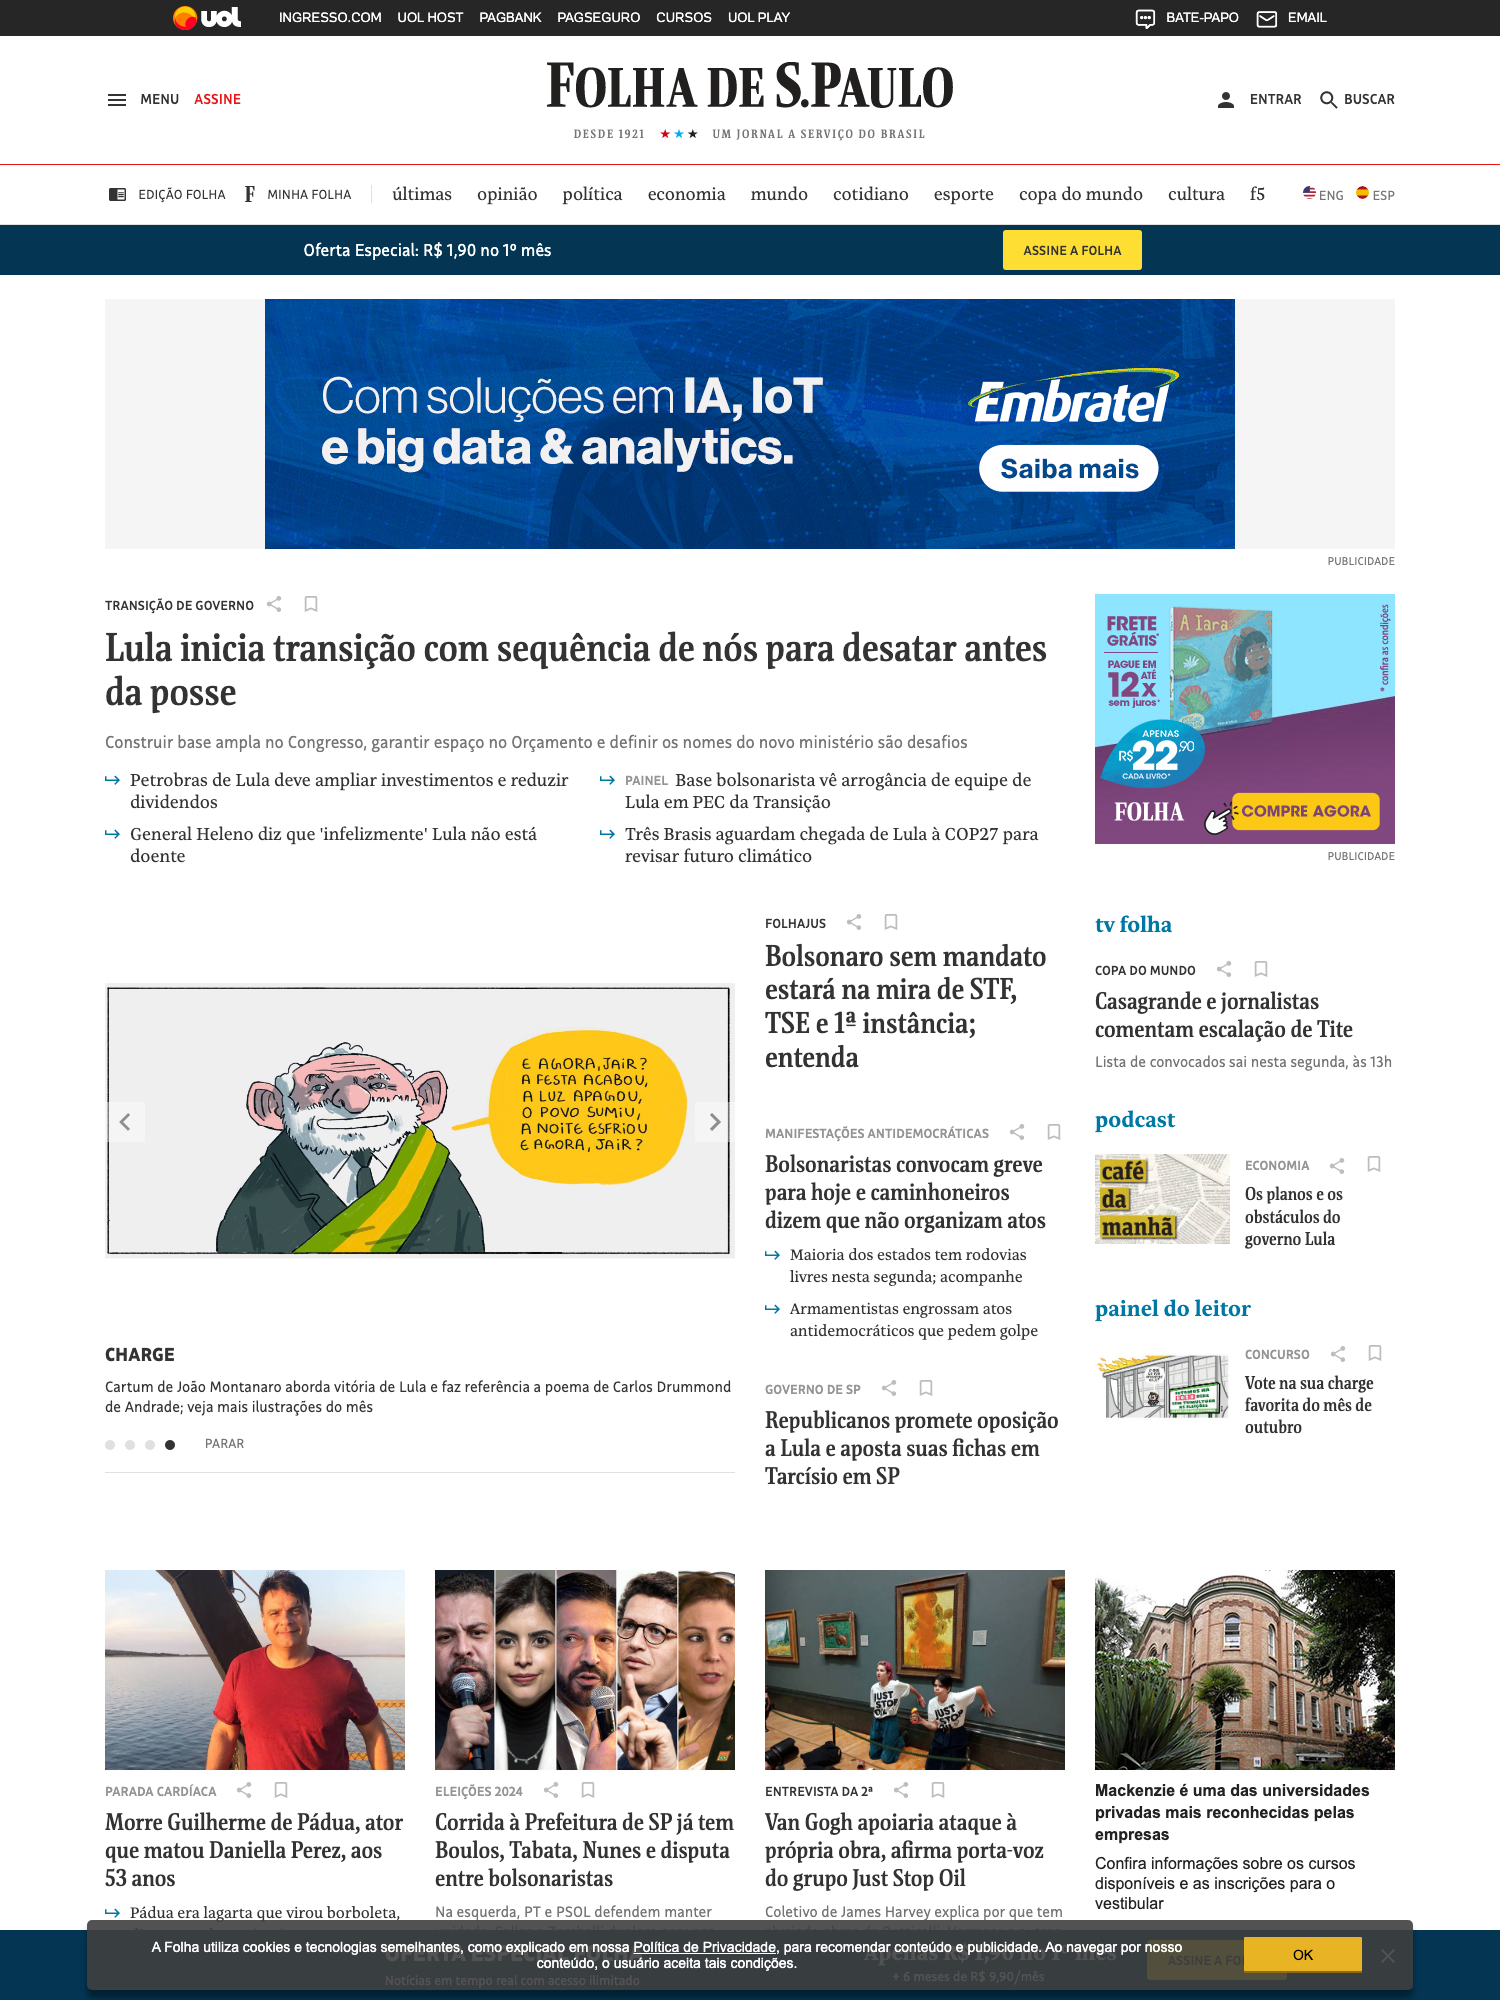 uol INGRESSO.COM UOL HOST PAGBANK PAGSEGURO CURSOS UOL PLAY BATE-PAPO EMAIL
MENU ASSINE
FOLHA DE S.PAULO
ENTRAR BUSCAR
DESDE 1921 ★★★ UM JORNAL A SERVIÇO DO BRASIL
EDIÇÃO FOLHA F MINHA FOLHA últimas opinião política economia mundo cotidiano esporte copa do mundo cultura f5 ENG ESP
Oferta Especial: R$ 1,90 no 1º mês ASSINE A FOLHA
Com soluções em IA, IoT
e big data & analytics.
Embratel
Saiba mais
PUBLICIDADE
TRANSIÇÃO DE GOVERNO
Lula inicia transição com sequência de nós para desatar antes
da posse
Construir base ampla no Congresso, garantir espaço no Orçamento e definir os nomes do novo ministério são desafios
Petrobras de Lula deve ampliar investimentos e reduzir
dividendos
General Heleno diz que 'infelizmente' Lula não está
doente
PAINEL Base bolsonarista vê arrogância de equipe de
Lula em PEC da Transição
Três Brasis aguardam chegada de Lula à COP27 para
revisar futuro climático
FRETE
GRÁTIS*
PAGUE EM
ATÉ
12x
sem juros*
A Iara
* confira as condições
APENAS
R$22,90
CADA LIVRO*
FOLHA
COMPRE AGORA
PUBLICIDADE
E AGORA, JAIR?
A FESTA ACABOU,
A LUZ APAGOU,
O POVO SUMIU,
A NOITE ESFRIOU
E AGORA, JAIR?
CHARGE
Cartum de João Montanaro aborda vitória de Lula e faz referência a poema de Carlos Drummond
de Andrade; veja mais ilustrações do mês
PARAR
FOLHAJUS
Bolsonaro sem mandato
estará na mira de STF,
TSE e 1ª instância;
entenda
MANIFESTAÇÕES ANTIDEMOCRÁTICAS
Bolsonaristas convocam greve
para hoje e caminhoneiros
dizem que não organizam atos
Maioria dos estados tem rodovias
livres nesta segunda; acompanhe
Armamentistas engrossam atos
antidemocráticos que pedem golpe
GOVERNO DE SP
Republicanos promete oposição
a Lula e aposta suas fichas em
Tarcísio em SP
tv folha
COPA DO MUNDO
Casagrande e jornalistas
comentam escalação de Tite
Lista de convocados sai nesta segunda, às 13h
podcast
café
da
manhã
ECONOMIA
Os planos e os
obstáculos do
governo Lula
painel do leitor
CONCURSO
Vote na sua charge
favorita do mês de
outubro
PARADA CARDÍACA
Morre Guilherme de Pádua, ator
que matou Daniella Perez, aos
53 anos
Pádua era lagarta que virou borboleta,
ELEIÇÕES 2024
Corrida à Prefeitura de SP já tem
Boulos, Tabata, Nunes e disputa
entre bolsonaristas
Na esquerda, PT e PSOL defendem manter
JUST
STOP
OIL
JUST
STOP
OIL
ENTREVISTA DA 2ª
Van Gogh apoiaria ataque à
própria obra, afirma porta-voz
do grupo Just Stop Oil
Coletivo de James Harvey explica por que tem
Mackenzie é uma das universidades
privadas mais reconhecidas pelas
empresas
Confira informações sobre os cursos
disponíveis e as inscrições para o
vestibular
A Folha utiliza cookies e tecnologias semelhantes, como explicado em nossa Política de Privacidade, para recomendar conteúdo e publicidade. Ao navegar por nosso
conteúdo, o usuário aceita tais condições.
OK
Notícias em tempo real com acesso ilimitado
Apenas R$ 1,90 no 1º mês
+ 6 meses de R$ 9,90/mês
ASSINE A FO